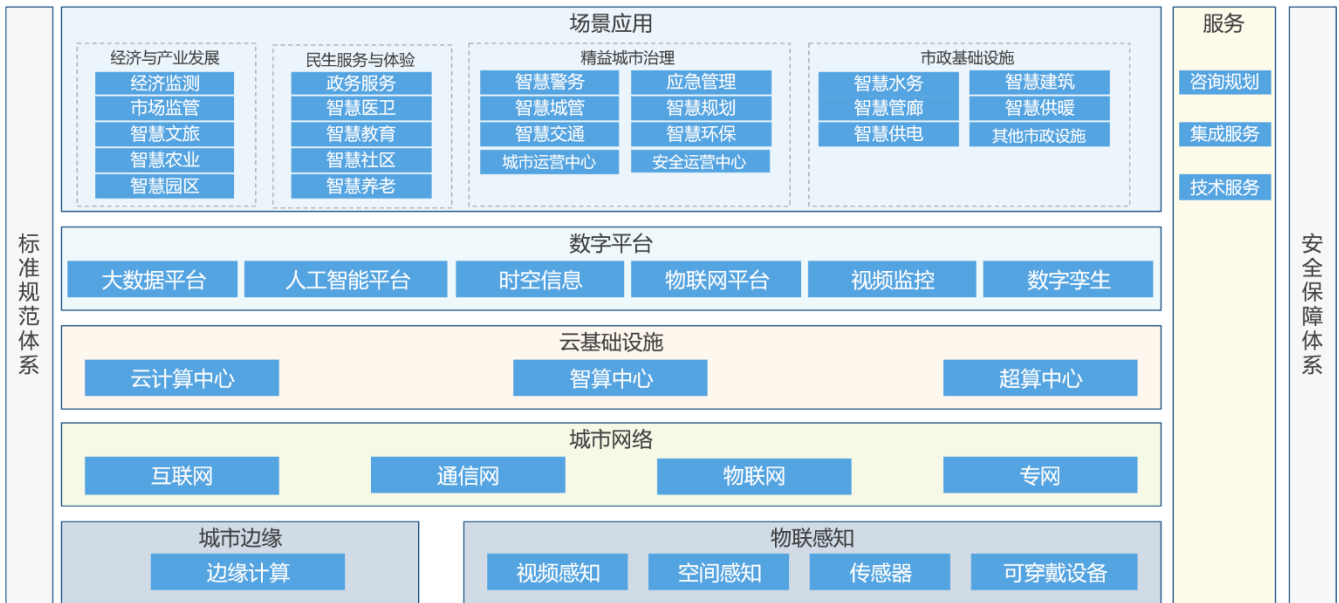 标准规范体系
场景应用
经济与产业发展
经济监测
市场监管
智慧文旅
智慧农业
智慧园区
民生服务与体验
政务服务
智慧医卫
智慧教育
智慧社区
智慧养老
精益城市治理
智慧警务
应急管理
智慧城管
智慧规划
智慧交通
智慧环保
城市运营中心
安全运营中心
市政基础设施
智慧水务
智慧建筑
智慧管廊
智慧供暖
智慧供电
其他市政设施
数字平台
大数据平台
人工智能平台
时空信息
物联网平台
视频监控
数字孪生
云基础设施
云计算中心
智算中心
超算中心
城市网络
互联网
通信网
物联网
专网
城市边缘
边缘计算
物联感知
视频感知
空间感知
传感器
可穿戴设备
服务
咨询规划
集成服务
技术服务
安全保障体系